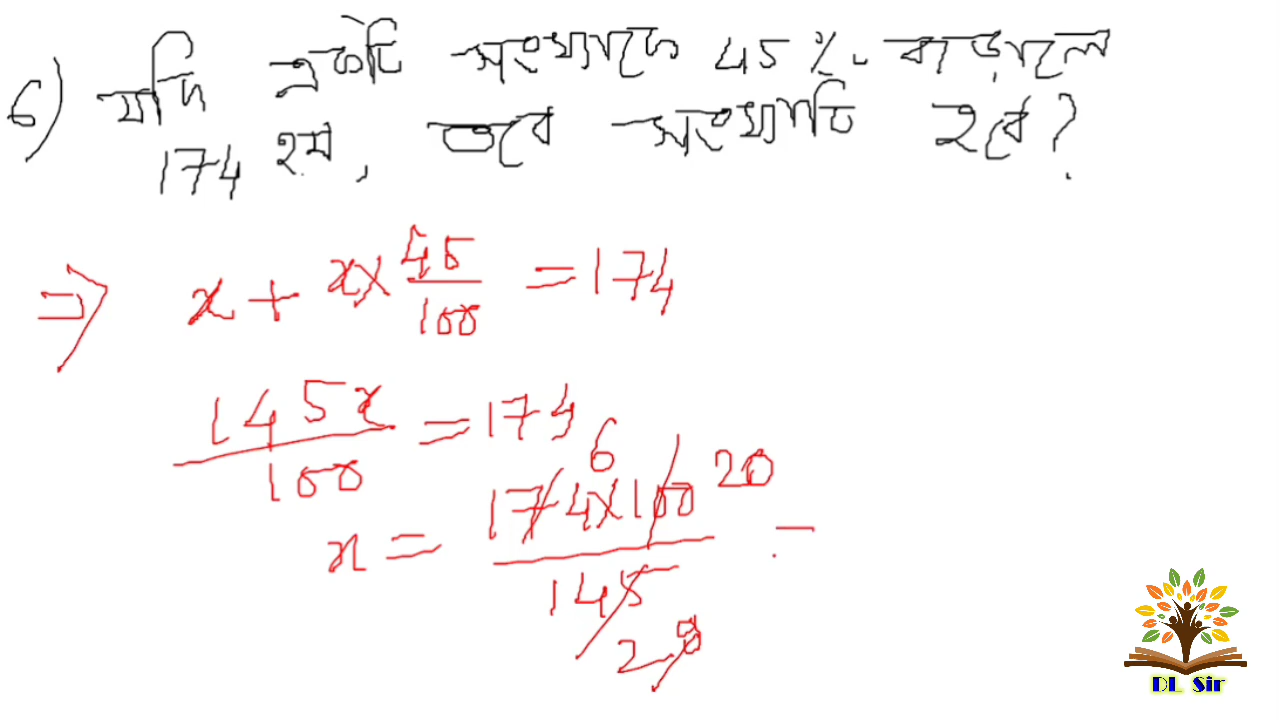 6) যদি একটি সংখ্যাকে 45 %. বাড়ালে
174 হয়, তবে সংখ্যাটি হবে?
⇒ x + x × 45/100 = 174
145x/100 = 174
6 20
x = 174 × 100/145 =
29
DL Sir